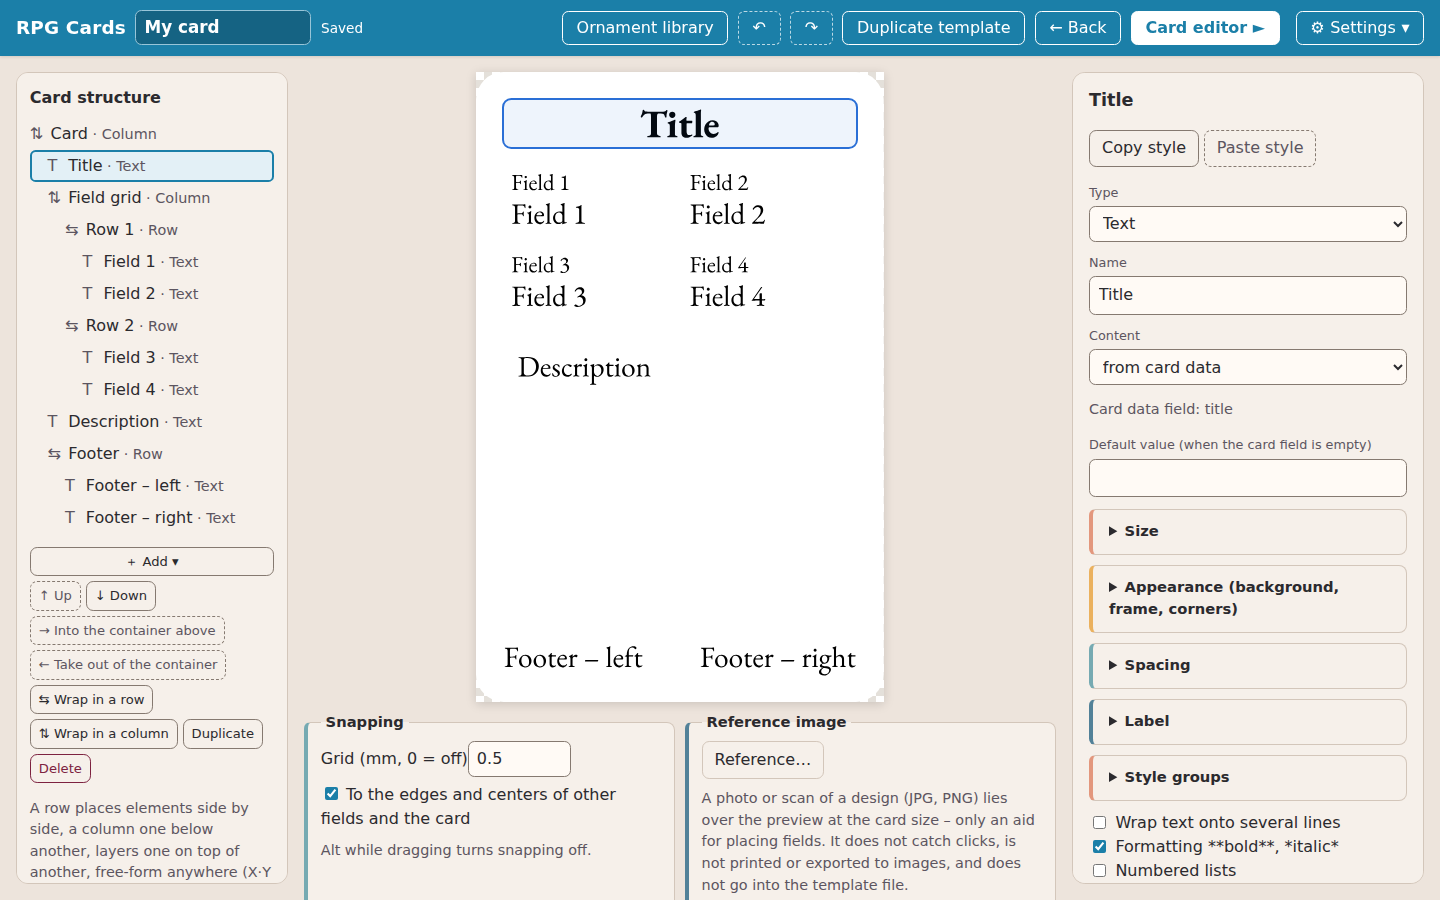 RPG Cards
My card
Saved
Ornament library
↶
↷
Duplicate template
← Back
Card editor ►
⚙ Settings ▾
Card structure
⇅ Card · Column
T Title · Text
⇅ Field grid · Column
⇆ Row 1 · Row
T Field 1 · Text
T Field 2 · Text
⇆ Row 2 · Row
T Field 3 · Text
T Field 4 · Text
T Description · Text
⇆ Footer · Row
T Footer – left · Text
T Footer – right · Text
+ Add ▾
↑ Up
↓ Down
→ Into the container above
← Take out of the container
⇆ Wrap in a row
⇅ Wrap in a column
Duplicate
Delete
A row places elements side by
side, a column one below
another, layers one on top of
another, free-form anywhere (X·Y
Title
Field 1
Field 2
Field 1
Field 2
Field 3
Field 4
Field 3
Field 4
Description
Footer – left
Footer – right
Snapping
Grid (mm, 0 = off) 0.5
To the edges and centers of other
fields and the card
Alt while dragging turns snapping off.
Reference image
Reference...
A photo or scan of a design (JPG, PNG) lies
over the preview at the card size – only an aid
for placing fields. It does not catch clicks, is
not printed or exported to images, and does
not go into the template file.
Title
Copy style
Paste style
Type
Text
Name
Title
Content
from card data
Card data field: title
Default value (when the card field is empty)
▶ Size
▶ Appearance (background,
frame, corners)
▶ Spacing
▶ Label
▶ Style groups
Wrap text onto several lines
Formatting **bold**, *italic*
Numbered lists